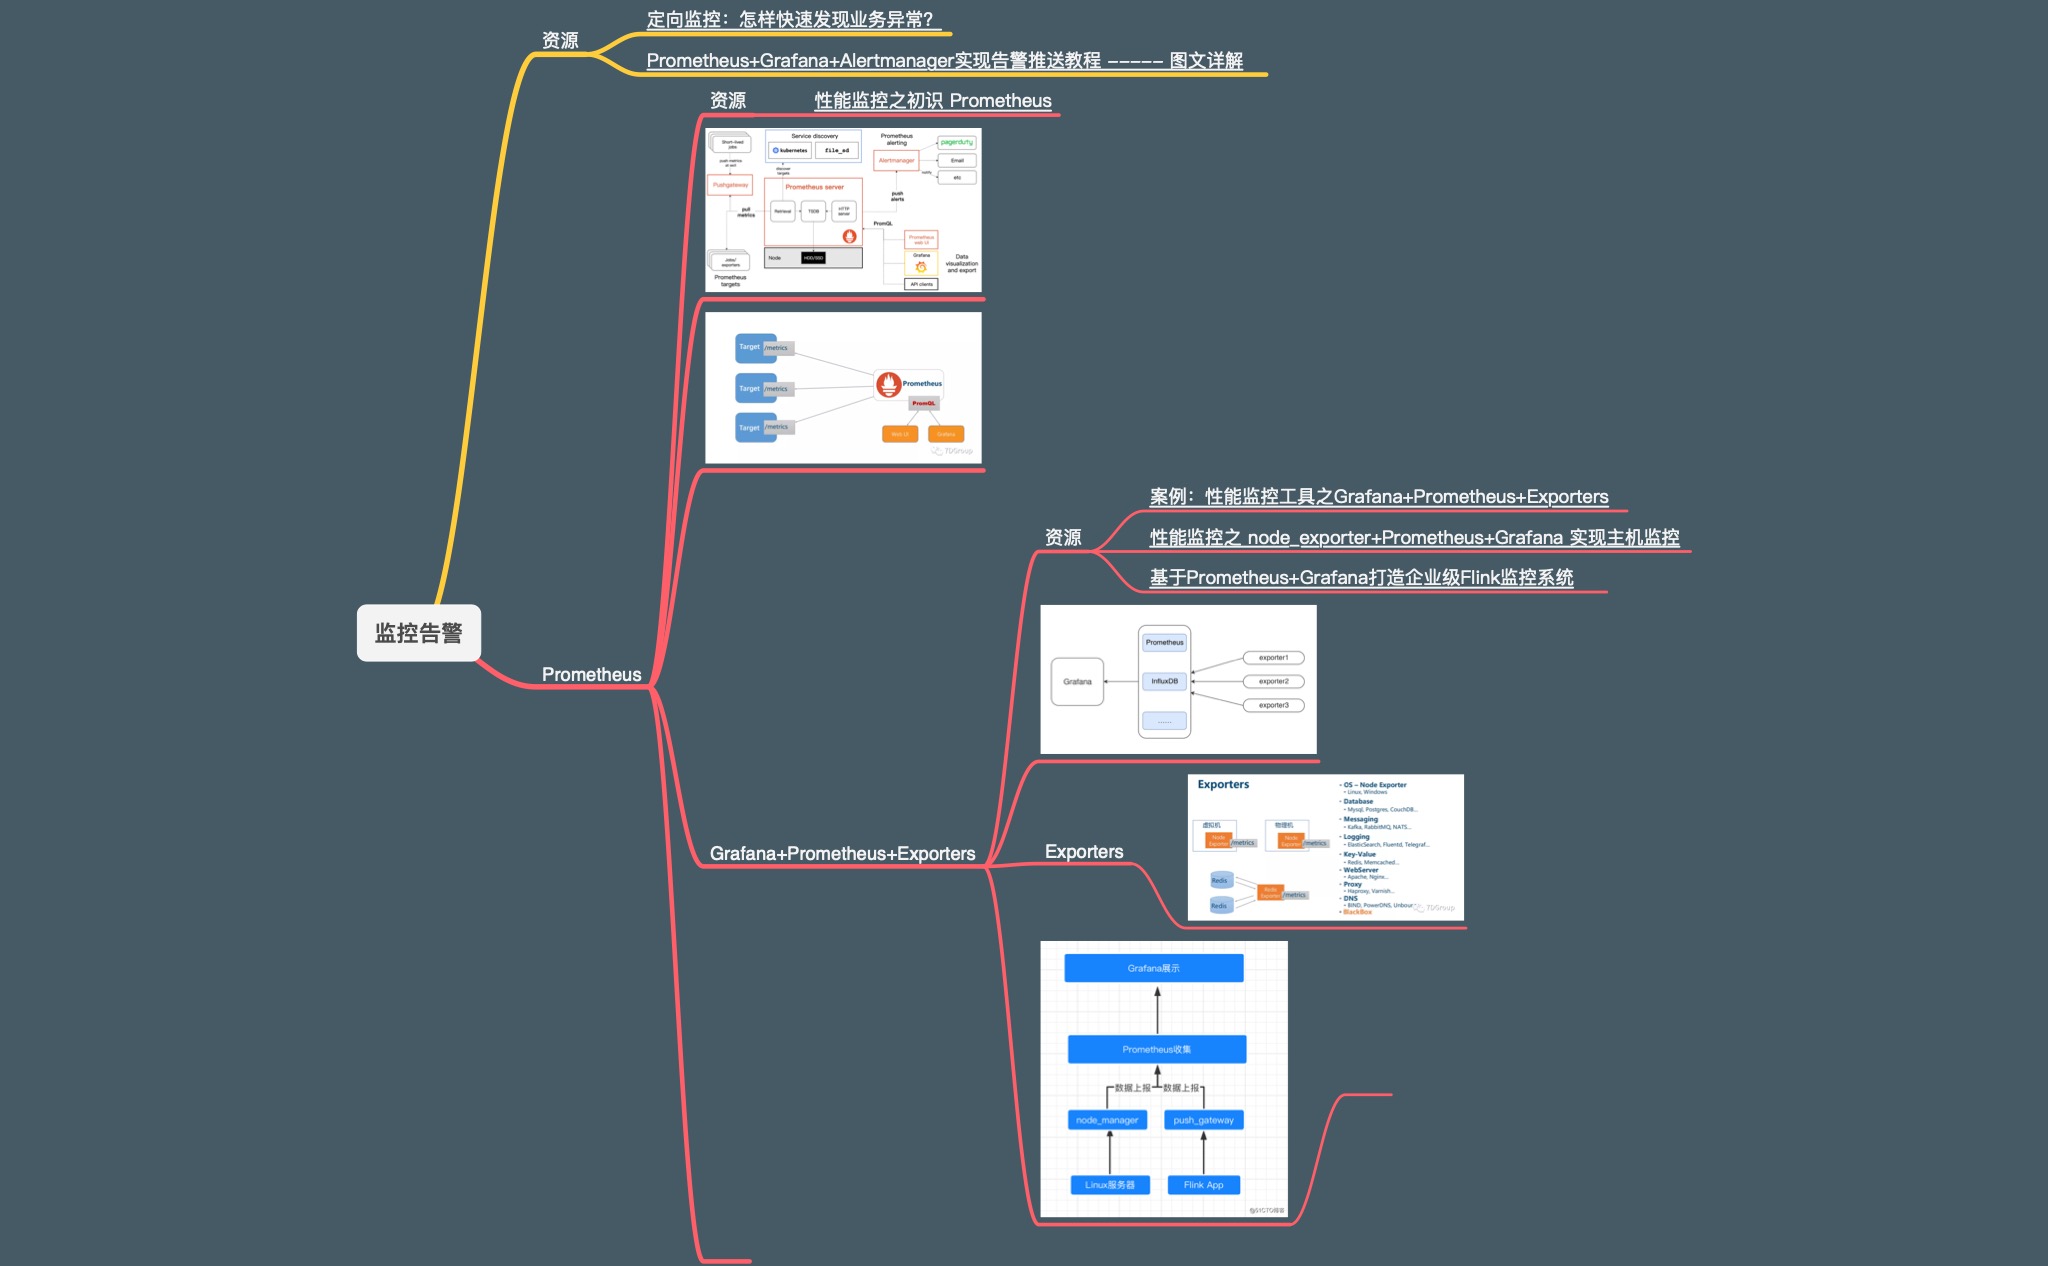 资源
定向监控：怎样快速发现业务异常？
Prometheus+Grafana+Alertmanager实现告警推送教程 ----- 图文详解
监控告警
Prometheus
资源
性能监控之初识 Prometheus
Short-lived
jobs
push metrics
at exit
Pushgateway
pull
metrics
Jobs/
exporters
Prometheus
targets
Service discovery
kubernetes
file_sd
discover
targets
Prometheus server
Retrieval
TSDB
HTTP
server
Node
HDD/SSD
Prometheus
alerting
Alertmanager
pagerduty
Email
etc
notify
push
alerts
PromQL
Prometheus
web UI
Grafana
API clients
Data
visualization
and export
Target
/metrics
Target
/metrics
Target
/metrics
Prometheus
PromQL
Web UI
Grafana
TDGroup
Grafana+Prometheus+Exporters
资源
案例：性能监控工具之Grafana+Prometheus+Exporters
性能监控之 node_exporter+Prometheus+Grafana 实现主机监控
基于Prometheus+Grafana打造企业级Flink监控系统
Grafana
Prometheus
InfluxDB
......
exporter1
exporter2
exporter3
Exporters
Exporters
虚拟机
Node
Exporter
/metrics
物理机
Node
Exporter
/metrics
Redis
Redis
Node
Exporter
/metrics
• OS – Node Exporter
• Linux, Windows
• Database
• Mysql, Postgres, CouchDB...
• Messaging
• Kafka, RabbitMQ, NATS...
• Logging
• ElasticSearch, Fluentd, Telegraf...
• Key-Value
• Redis, Memcached...
• WebServer
• Apache, Nginx...
• Proxy
• Haproxy, Varnish...
• DNS
• BIND, PowerDNS,
• BlackBox
TDGroup
Grafana展示
Prometheus收集
数据上报
数据上报
node_manager
push_gateway
Linux服务器
Flink App
@51CTO博客